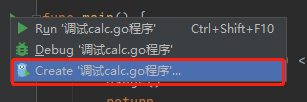 func main() {
Run '调试calc.go程序' Ctrl+Shift+F10
Debug '调试calc.go程序'
Create '调试calc.go程序'...
return